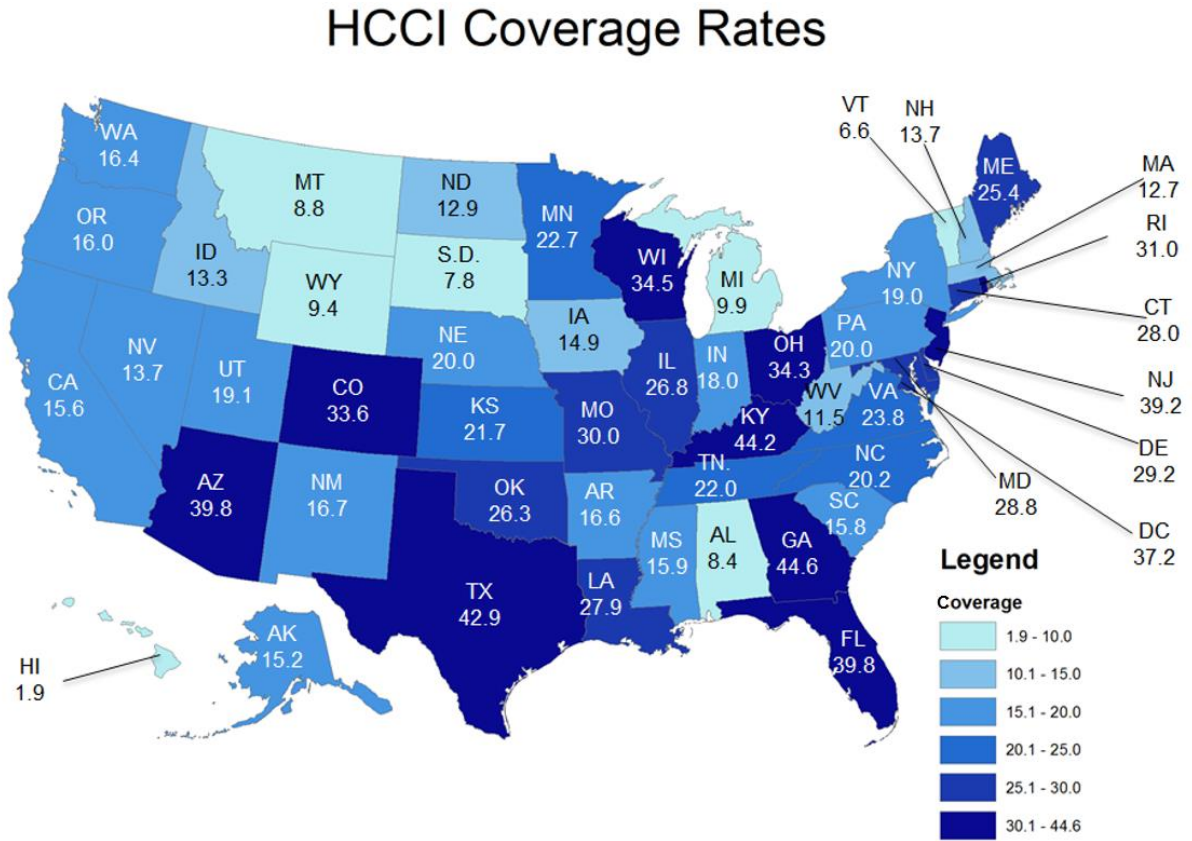 HCCI Coverage Rates
WA
16.4
OR
16.0
CA
15.6
NV
13.7
ID
13.3
MT
8.8
WY
9.4
UT
19.1
CO
33.6
AZ
39.8
NM
16.7
ND
12.9
S.D.
7.8
NE
20.0
KS
21.7
OK
26.3
TX
42.9
MN
22.7
IA
14.9
MO
30.0
AR
16.6
LA
27.9
WI
34.5
IL
26.8
MI
9.9
IN
18.0
OH
34.3
KY
44.2
TN.
22.0
MS
15.9
AL
8.4
GA
44.6
FL
39.8
SC
15.8
NC
20.2
VA
23.8
WV
11.5
PA
20.0
NY
19.0
VT
6.6
NH
13.7
ME
25.4
MA
12.7
RI
31.0
CT
28.0
NJ
39.2
DE
29.2
MD
28.8
DC
37.2
AK
15.2
HI
1.9
Legend
Coverage
1.9 - 10.0
10.1 - 15.0
15.1 - 20.0
20.1 - 25.0
25.1 - 30.0
30.1 - 44.6